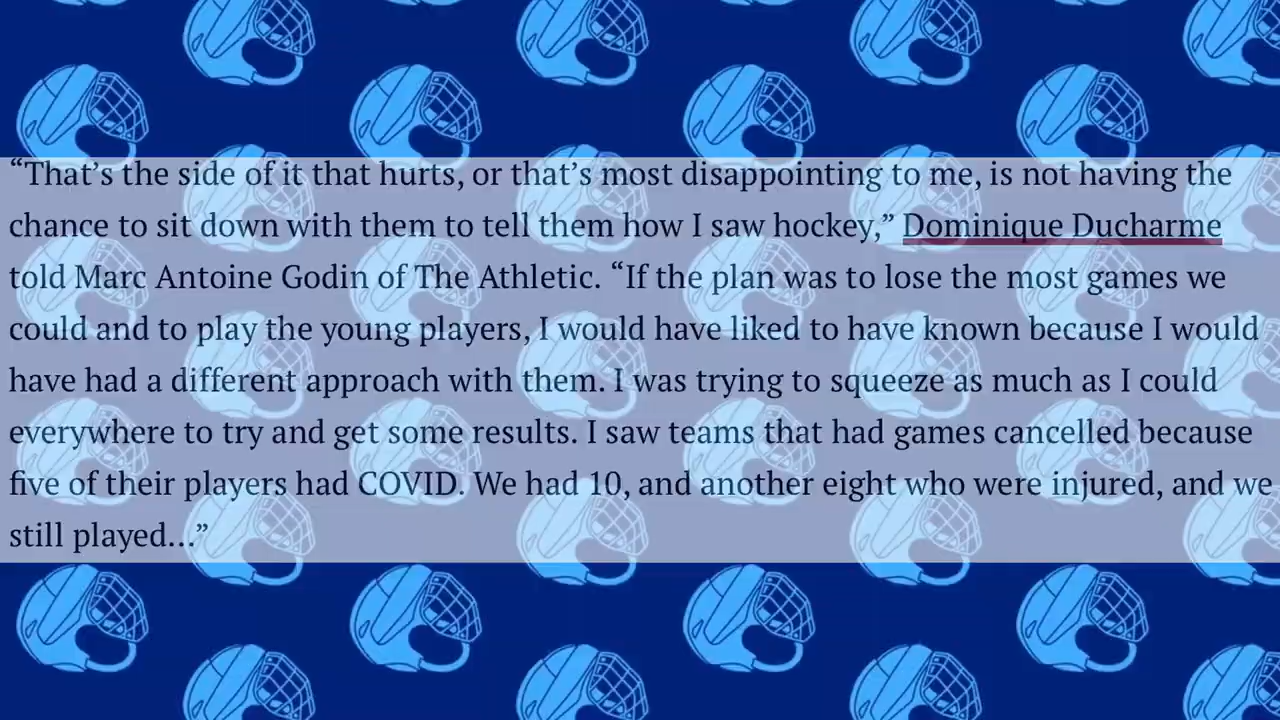 “That’s the side of it that hurts, or that’s most disappointing to me, is not having the
chance to sit down with them to tell them how I saw hockey,” Dominique Ducharme
told Marc Antoine Godin of The Athletic. “If the plan was to lose the most games we
could and to play the young players, I would have liked to have known because I would
have had a different approach with them. I was trying to squeeze as much as I could
everywhere to try and get some results. I saw teams that had games cancelled because
five of their players had COVID. We had 10, and another eight who were injured, and we
still played…”